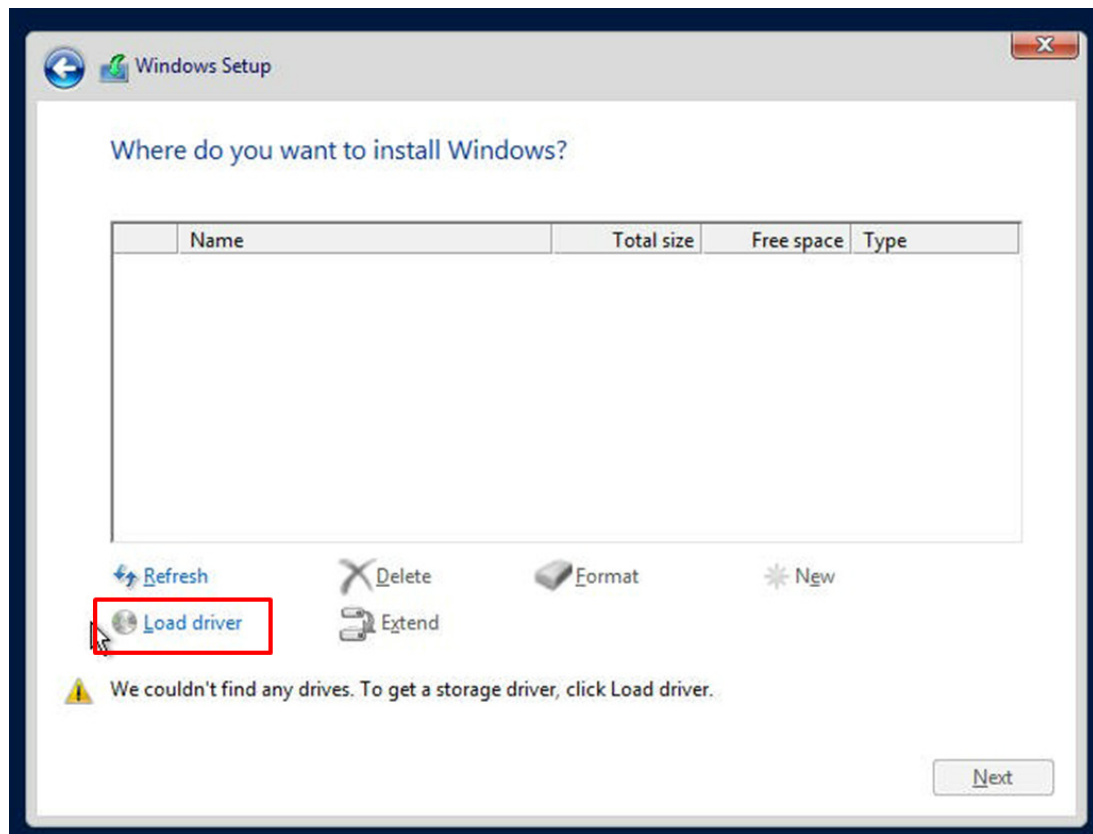 Windows Setup
Where do you want to install Windows?
Name Total size Free space Type
Refresh Delete Format New
Load driver Extend
We couldn't find any drives. To get a storage driver, click Load driver.
Next